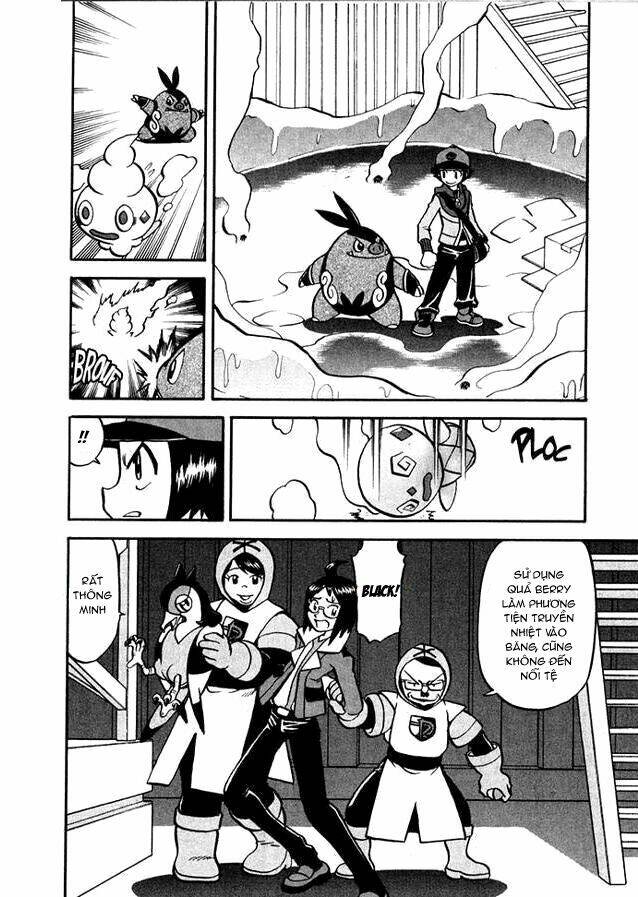 BROUF
!!
PLOC
RẤT
THÔNG
MINH
BLACK!
SỬ DỤNG
QUẢ BERRY
LÀM PHƯƠNG
TIỆN TRUYỀN
NHIỆT VÀO
BĂNG, CŨNG
KHÔNG ĐẾN
NỖI TỆ